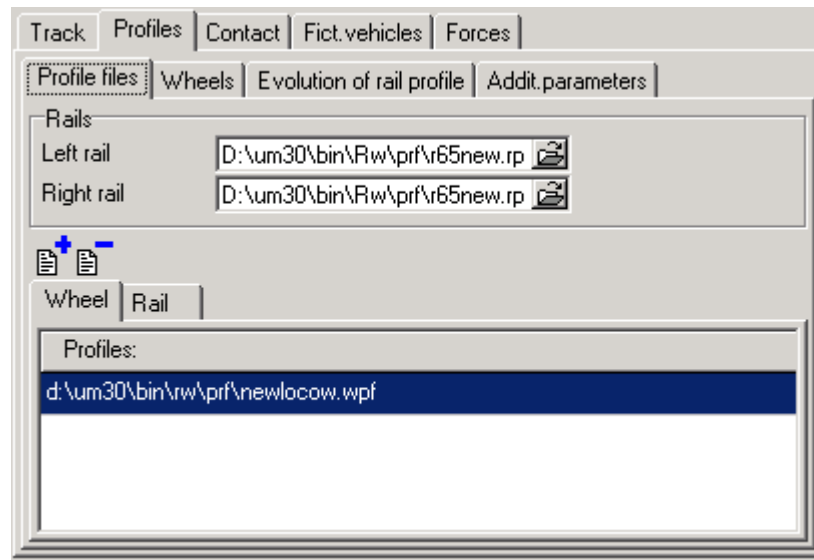 Track Profiles Contact Fict.vehicles Forces
Profile files Wheels Evolution of rail profile Addit.parameters
Rails
Left rail D:\um30\bin\Rw\prf\r65new.rp
Right rail D:\um30\bin\Rw\prf\r65new.rp
Wheel Rail
Profiles:
d:\um30\bin\rw\prf\newlocow.wpf